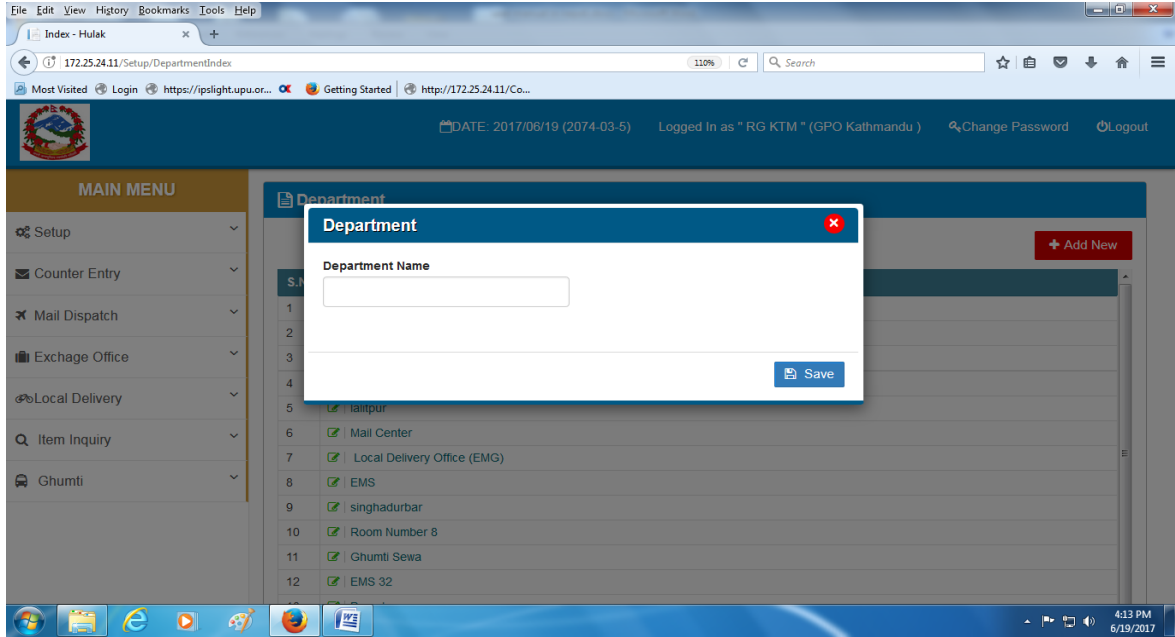 File Edit View History Bookmarks Tools Help
Index - Hulak
172.25.24.11/Setup/DepartmentIndex 110% Search
Most Visited Login https://ipslight.upu.or... Getting Started http://172.25.24.11/Co...
DATE: 2017/06/19 (2074-03-5) Logged In as " RG KTM " (GPO Kathmandu ) Change Password Logout
MAIN MENU
Setup
Counter Entry
Mail Dispatch
Exchage Office
Local Delivery
Item Inquiry
Ghumti
Department
Department
Department Name
Save
Add New
S.N
1
2
3
4
5 lalitpur
6 Mail Center
7 Local Delivery Office (EMG)
8 EMS
9 singhadurbar
10 Room Number 8
11 Ghumti Sewa
12 EMS 32
4:13 PM
6/19/2017